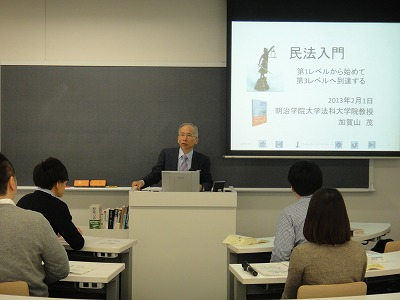 民法入門
第1レベルから始めて
第3レベルへ到達する
2013年2月1日
明治学院大学法科大学院教授
加賀山 茂